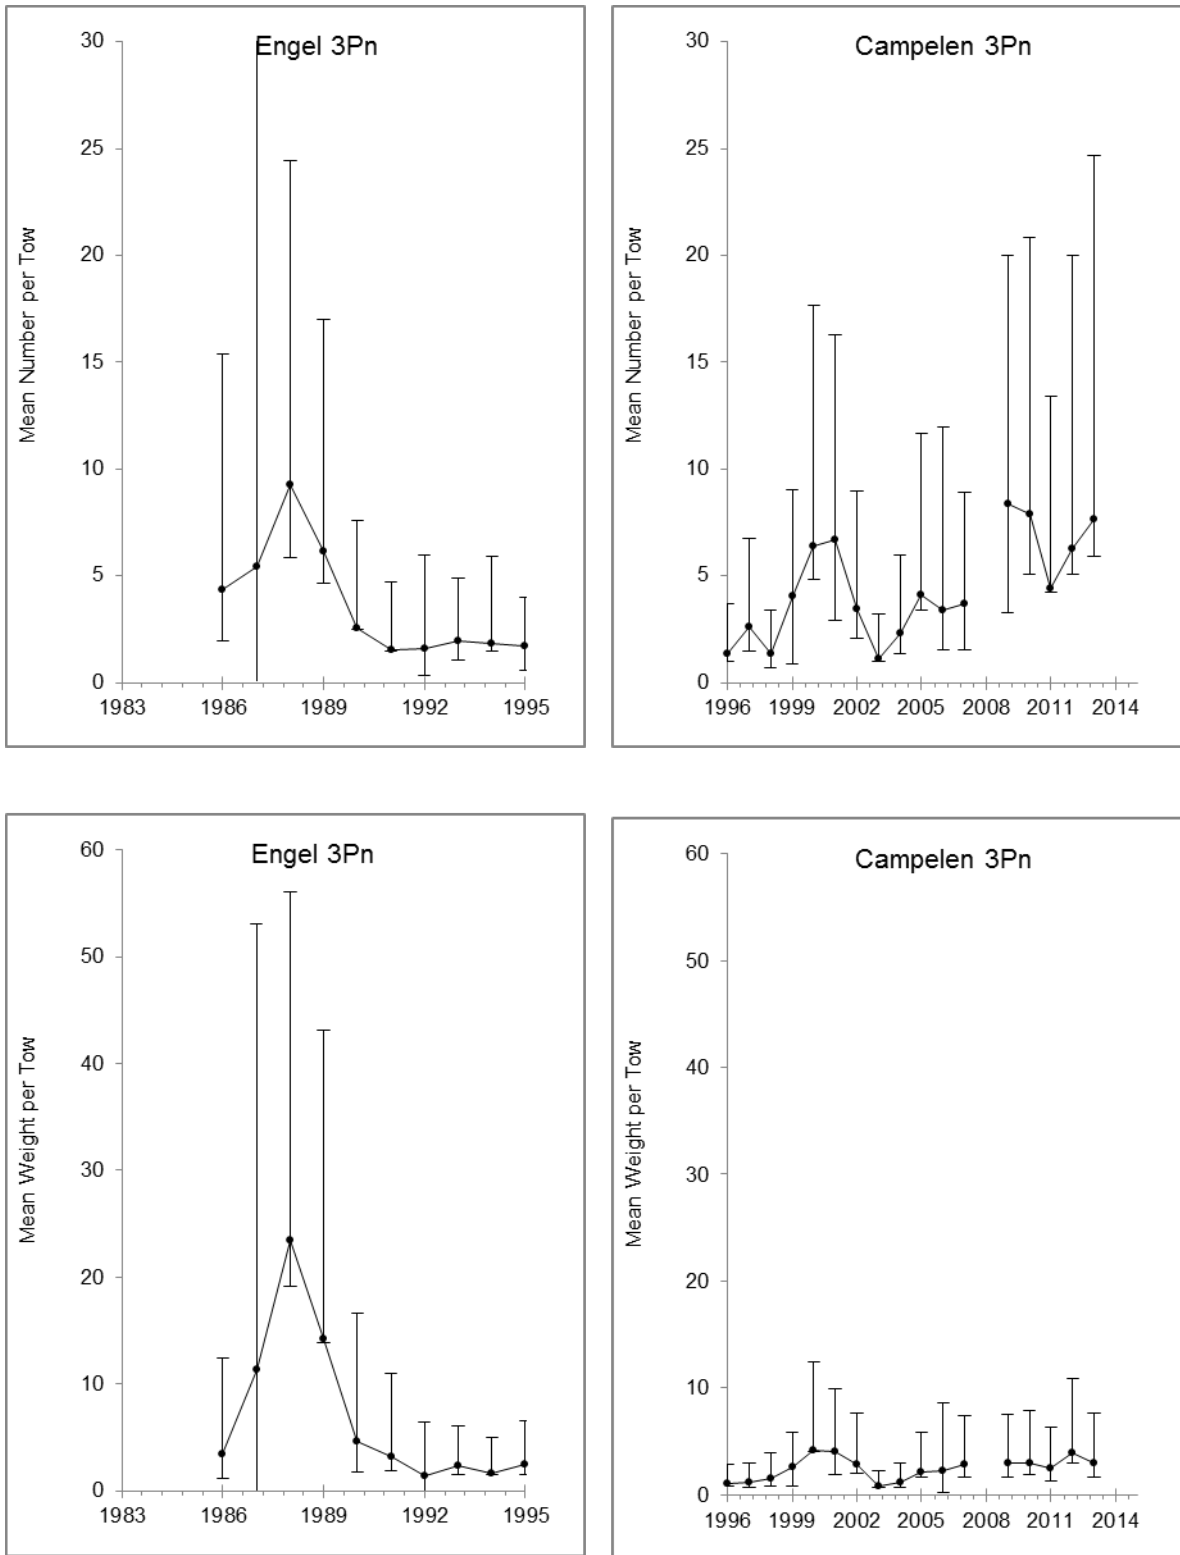 Engel 3Pn
Mean Number per Tow
30
25
20
15
10
5
0
1983 1986 1989 1992 1995
Campelen 3Pn
Mean Number per Tow
30
25
20
15
10
5
0
1996 1999 2002 2005 2008 2011 2014
Engel 3Pn
Mean Weight per Tow
60
50
40
30
20
10
0
1983 1986 1989 1992 1995
Campelen 3Pn
Mean Weight per Tow
60
50
40
30
20
10
0
1996 1999 2002 2005 2008 2011 2014